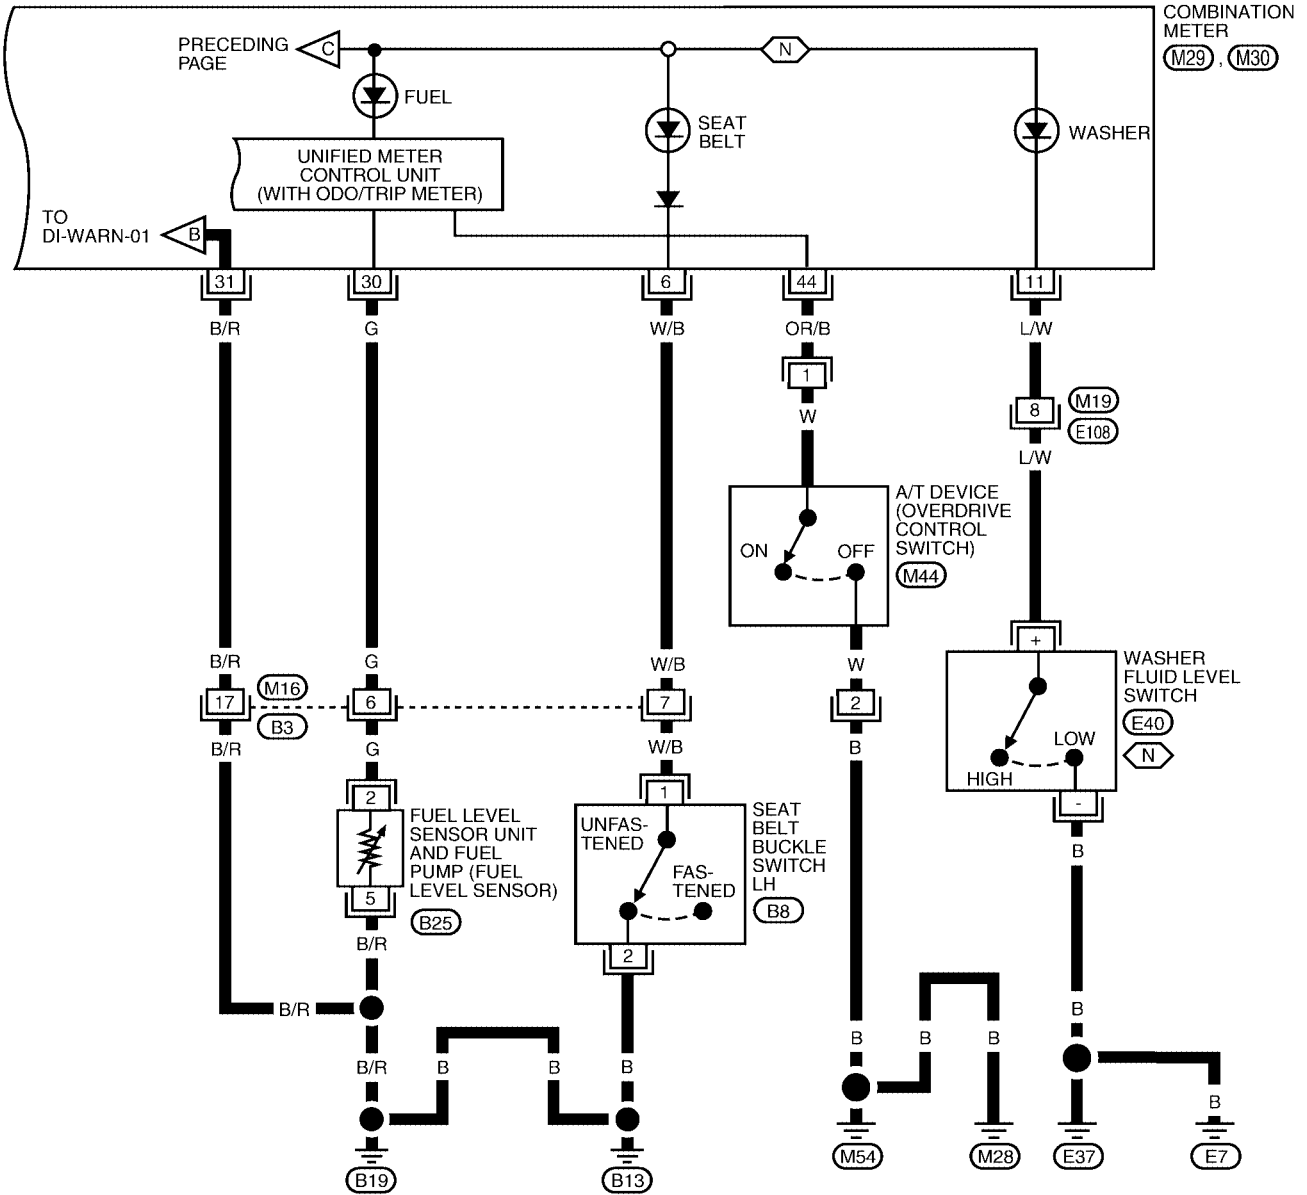 COMBINATION
METER
M29 , M30
PRECEDING
PAGE
C
N
FUEL
SEAT
BELT
WASHER
UNIFIED METER
CONTROL UNIT
(WITH ODO/TRIP METER)
TO
DI-WARN-01
B
31
30
6
44
11
B/R
G
W/B
OR/B
L/W
1
W
8
M19
E108
L/W
A/T DEVICE
(OVERDRIVE
CONTROL
SWITCH)
M44
ON
OFF
B/R
G
W/B
W
+
WASHER
FLUID LEVEL
SWITCH
E40
N
HIGH
LOW
-
17
M16
B3
6
7
2
B/R
G
W/B
B
2
FUEL LEVEL
SENSOR UNIT
AND FUEL
PUMP (FUEL
LEVEL SENSOR)
B25
5
1
UNFAS-
TENED
FAS-
TENED
SEAT
BELT
BUCKLE
SWITCH
LH
B8
2
B
B/R
B/R
B
B/R
B
B
B
B
B
B
B
M54
M28
E37
E7
B19
B13